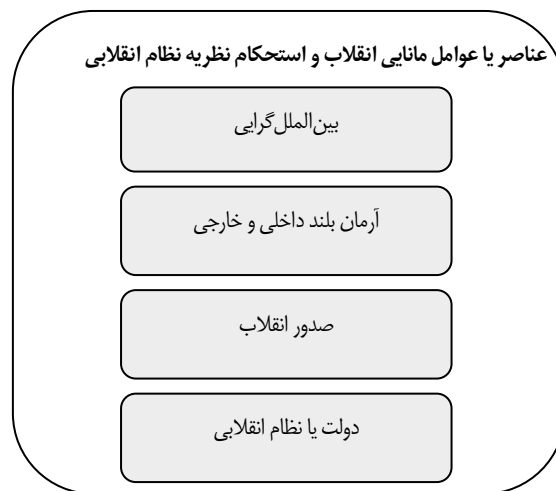 عناصر یا عوامل مانایی انقلاب و استحکام نظریه نظام انقلابی
بین‌الملل‌گرایی
آرمان بلند داخلی و خارجی
صدور انقلاب
دولت یا نظام انقلابی